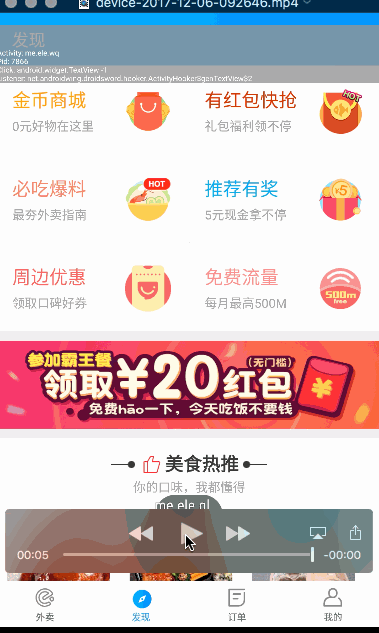 device-2017-12-06-092646.mp4
发现
Activity: me.ele.wq
Pid: 7866
Click: android.widget.TextView -1
Listener: net.androidwing.droidsword.hooker.ActivityHooker$genTextView$2
金币商城
0元好物在这里
有红包快抢
礼包福利领不停
HOT
必吃爆料
最夯外卖指南
HOT
推荐有奖
5元现金拿不停
¥5
周边优惠
领取口碑好券
免费流量
每月最高500M
500m
free
参加霸王餐
(无门槛)
领取¥20红包
免费hāo一下，今天吃饭不要钱
美食热推
你的口味，我都懂得
me.ele.nl
00:05
-00:00
外卖
发现
订单
我的